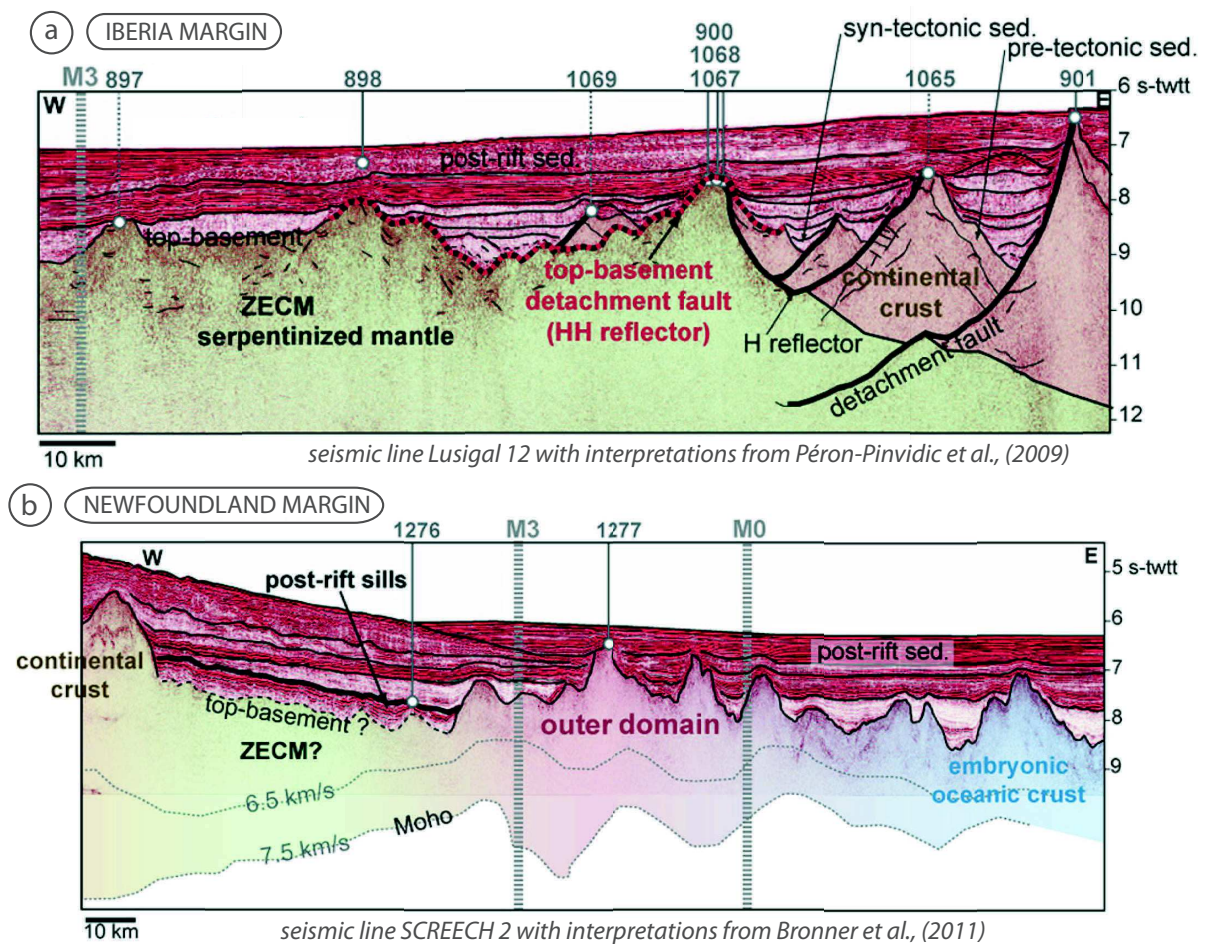 a IBERIA MARGIN
syn-tectonic sed.
pre-tectonic sed.
900
1068
M3 897 898 1069 1067 1065 901
6 s-twtt
W
E
7
post-rift sed.
8
top-basement
9
top-basement
detachment fault
(HH reflector)
continental
crust
ZECM
serpentinized mantle
10
H reflector
detachment fault
11
12
10 km
seismic line Lusigal 12 with interpretations from Péron-Pinvidic et al., (2009)
b NEWFOUNDLAND MARGIN
1276 M3 1277 M0
W
E
5 s-twtt
post-rift sills
6
post-rift sed.
continental
crust
7
top-basement ?
outer domain
8
ZECM?
embryonic
oceanic crust
9
6.5 km/s
Moho
7.5 km/s
10 km
seismic line SCREECH 2 with interpretations from Bronner et al., (2011)